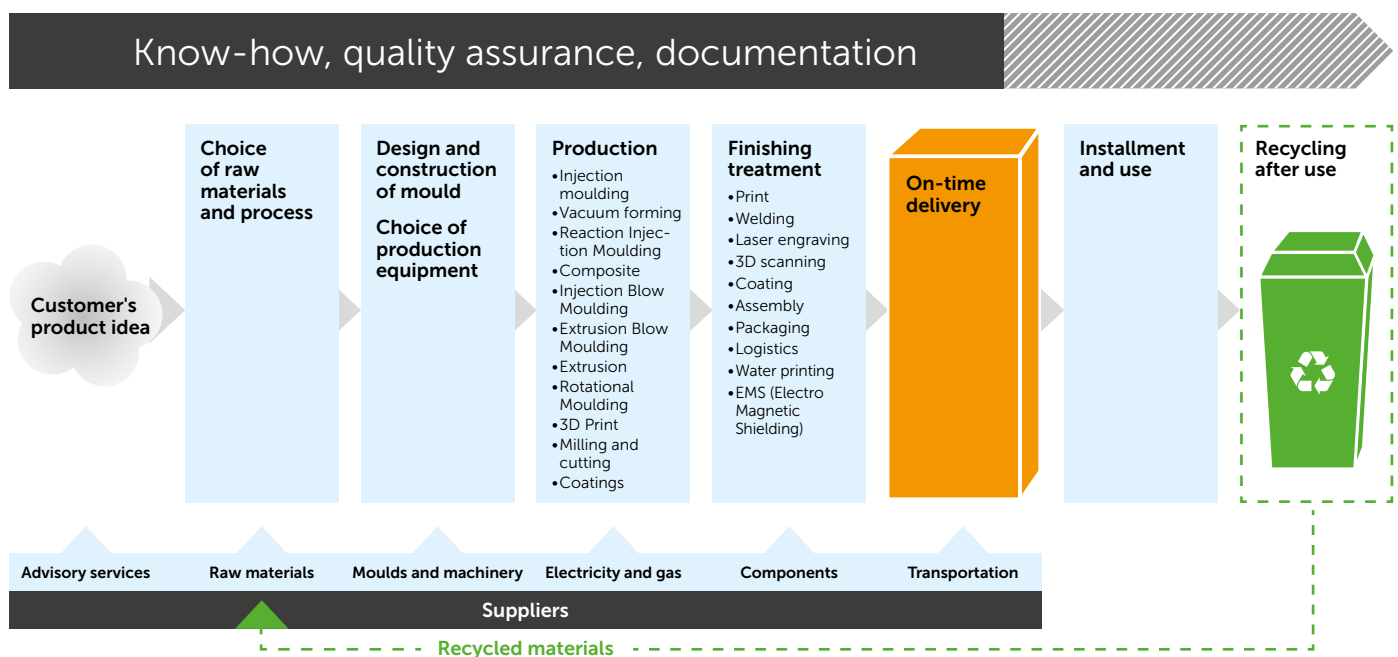 Know-how, quality assurance, documentation
Customer's
product idea
Choice
of raw
materials
and process
Design and
construction
of mould
Choice of
production
equipment
Production
•Injection
moulding
•Vacuum forming
•Reaction Injec-
tion Moulding
•Composite
•Injection Blow
Moulding
•Extrusion Blow
Moulding
•Extrusion
•Rotational
Moulding
•3D Print
•Milling and
cutting
•Coatings
Finishing
treatment
•Print
•Welding
•Laser engraving
•3D scanning
•Coating
•Assembly
•Packaging
•Logistics
•Water printing
•EMS (Electro
Magnetic
Shielding)
On-time
delivery
Installment
and use
Recycling
after use
Advisory services
Raw materials
Moulds and machinery
Electricity and gas
Components
Transportation
Suppliers
Recycled materials